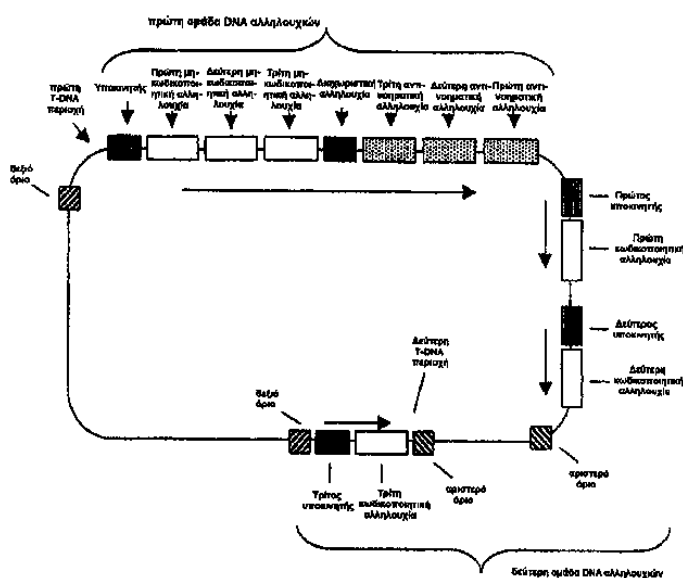 πρώτη ομάδα DNA αλληλουχιών
πρώτη
T-DNA
περιοχή
Υποκινητής
Πρώτη μη-
κωδικοποι-
ητική αλλη-
λουχία
Δεύτερη μη-
κωδικοποι-
ητική αλλη-
λουχία
Τρίτη μη-
κωδικοποι-
ητική αλλη-
λουχία
Διαχωριστική
αλληλουχία
Τρίτη αντι-
νοηματική
αλληλουχία
Δεύτερη αντι-
νοηματική
αλληλουχία
Πρώτη αντι-
νοηματική
αλληλουχία
δεξιό
όριο
Πρώτος
υποκινητής
Πρώτη
κωδικοποιητική
αλληλουχία
Δεύτερος
υποκινητής
Δεύτερη
κωδικοποιητική
αλληλουχία
Δεύτερη
T-DNA
περιοχή
δεξιό
όριο
Τρίτος
υποκινητής
Τρίτη
κωδικοποιητική
αλληλουχία
αριστερό
όριο
αριστερό
όριο
δεύτερη ομάδα DNA αλληλουχιών